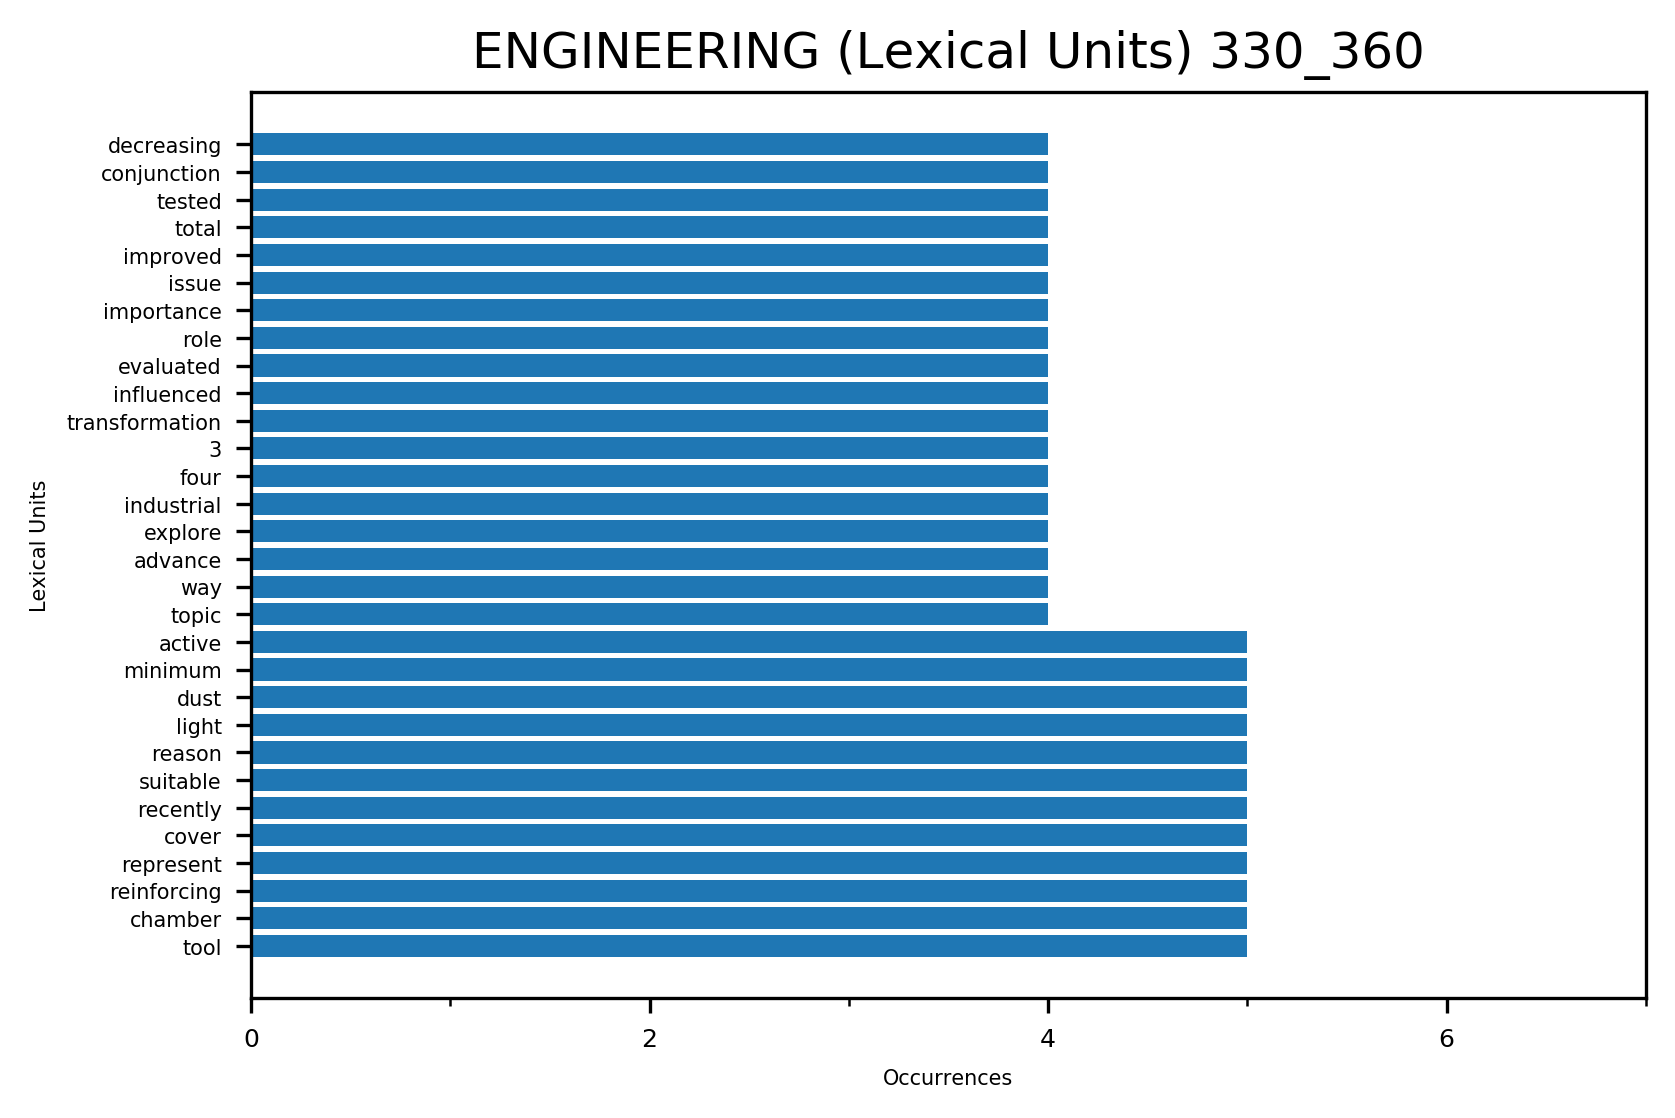 ENGINEERING (Lexical Units) 330_360
decreasing
conjunction
tested
total
improved
issue
importance
role
evaluated
influenced
transformation
3
four
industrial
explore
advance
way
topic
active
minimum
dust
light
reason
suitable
recently
cover
represent
reinforcing
chamber
tool
Lexical Units
0 2 4 6
Occurrences